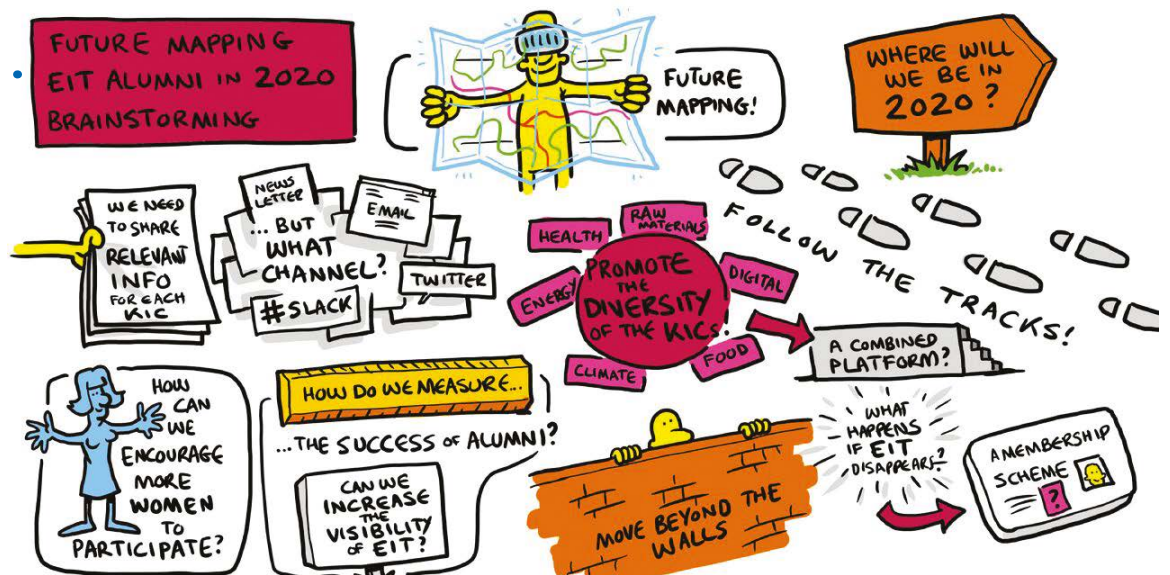 FUTURE MAPPING
EIT ALUMNI IN 2020
BRAINSTORMING
FUTURE
MAPPING!
WHERE WILL
WE BE IN
2020?
WE NEED
TO SHARE
RELEVANT
INFO
FOR EACH
KIC
NEWS
LETTER
EMAIL
... BUT
WHAT
CHANNEL?
TWITTER
#SLACK
HEALTH
RAW
MATERIALS
ENERGY
DIGITAL
PROMOTE
THE
DIVERSITY
OF THE KICs!
CLIMATE
FOOD
FOLLOW THE TRACKS!
A COMBINED
PLATFORM?
HOW
CAN
WE
ENCOURAGE
MORE
WOMEN
TO
PARTICIPATE?
HOW DO WE MEASURE...
...THE SUCCESS OF ALUMNI?
CAN WE
INCREASE
THE
VISIBILITY
OF EIT?
MOVE BEYOND THE
WALLS
WHAT
HAPPENS
IF EIT
DISAPPEARS?
A MEMBERSHIP
SCHEME
?